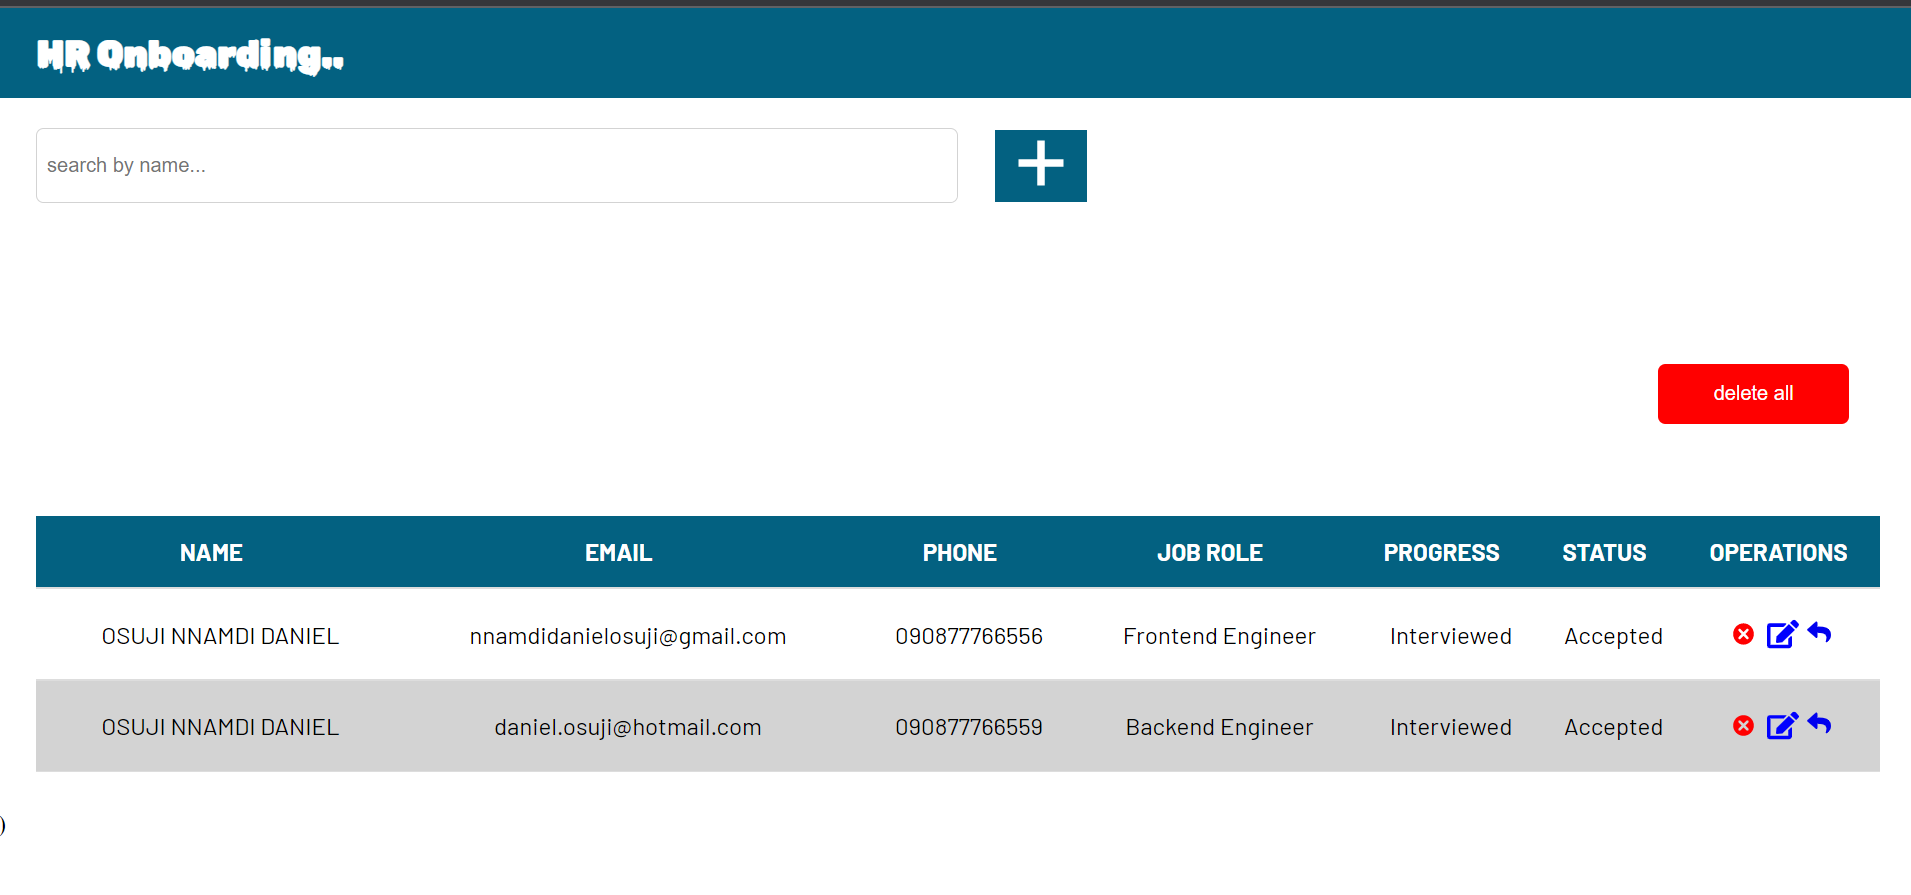 HR Onboarding..
search by name...
+
delete all
NAME EMAIL PHONE JOB ROLE PROGRESS STATUS OPERATIONS
OSUJI NNAMDI DANIEL nnamdidanielosuji@gmail.com 090877766556 Frontend Engineer Interviewed Accepted
OSUJI NNAMDI DANIEL daniel.osuji@hotmail.com 090877766559 Backend Engineer Interviewed Accepted
)